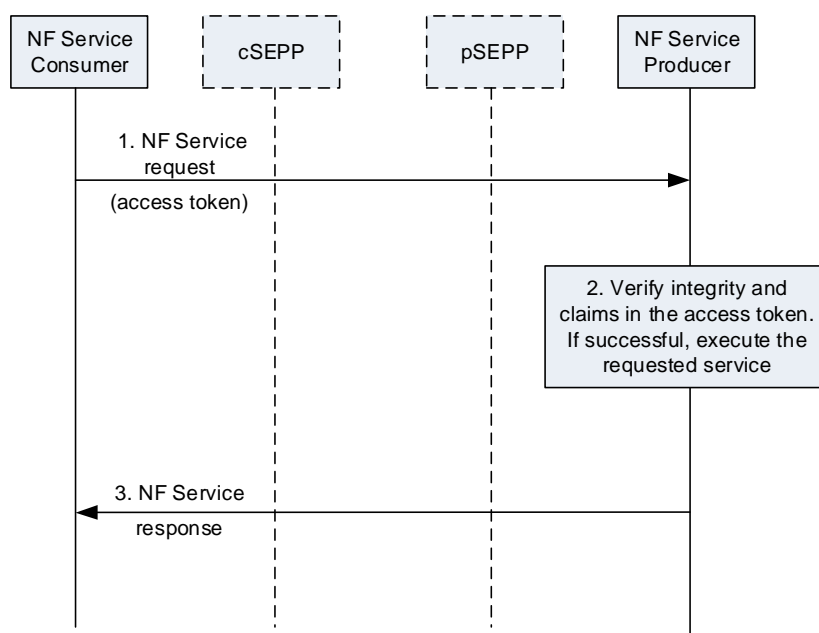 NF Service
Consumer
cSEPP
pSEPP
NF Service
Producer
1. NF Service
request
(access token)
2. Verify integrity and
claims in the access token.
If successful, execute the
requested service
3. NF Service
response